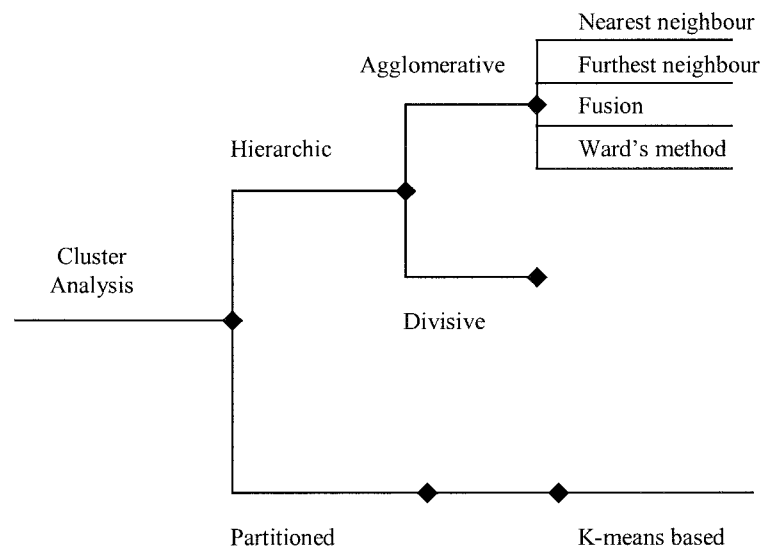 Nearest neighbour
Agglomerative
Furthest neighbour
Fusion
Hierarchic
Ward's method
Cluster
Analysis
Divisive
Partitioned
K-means based